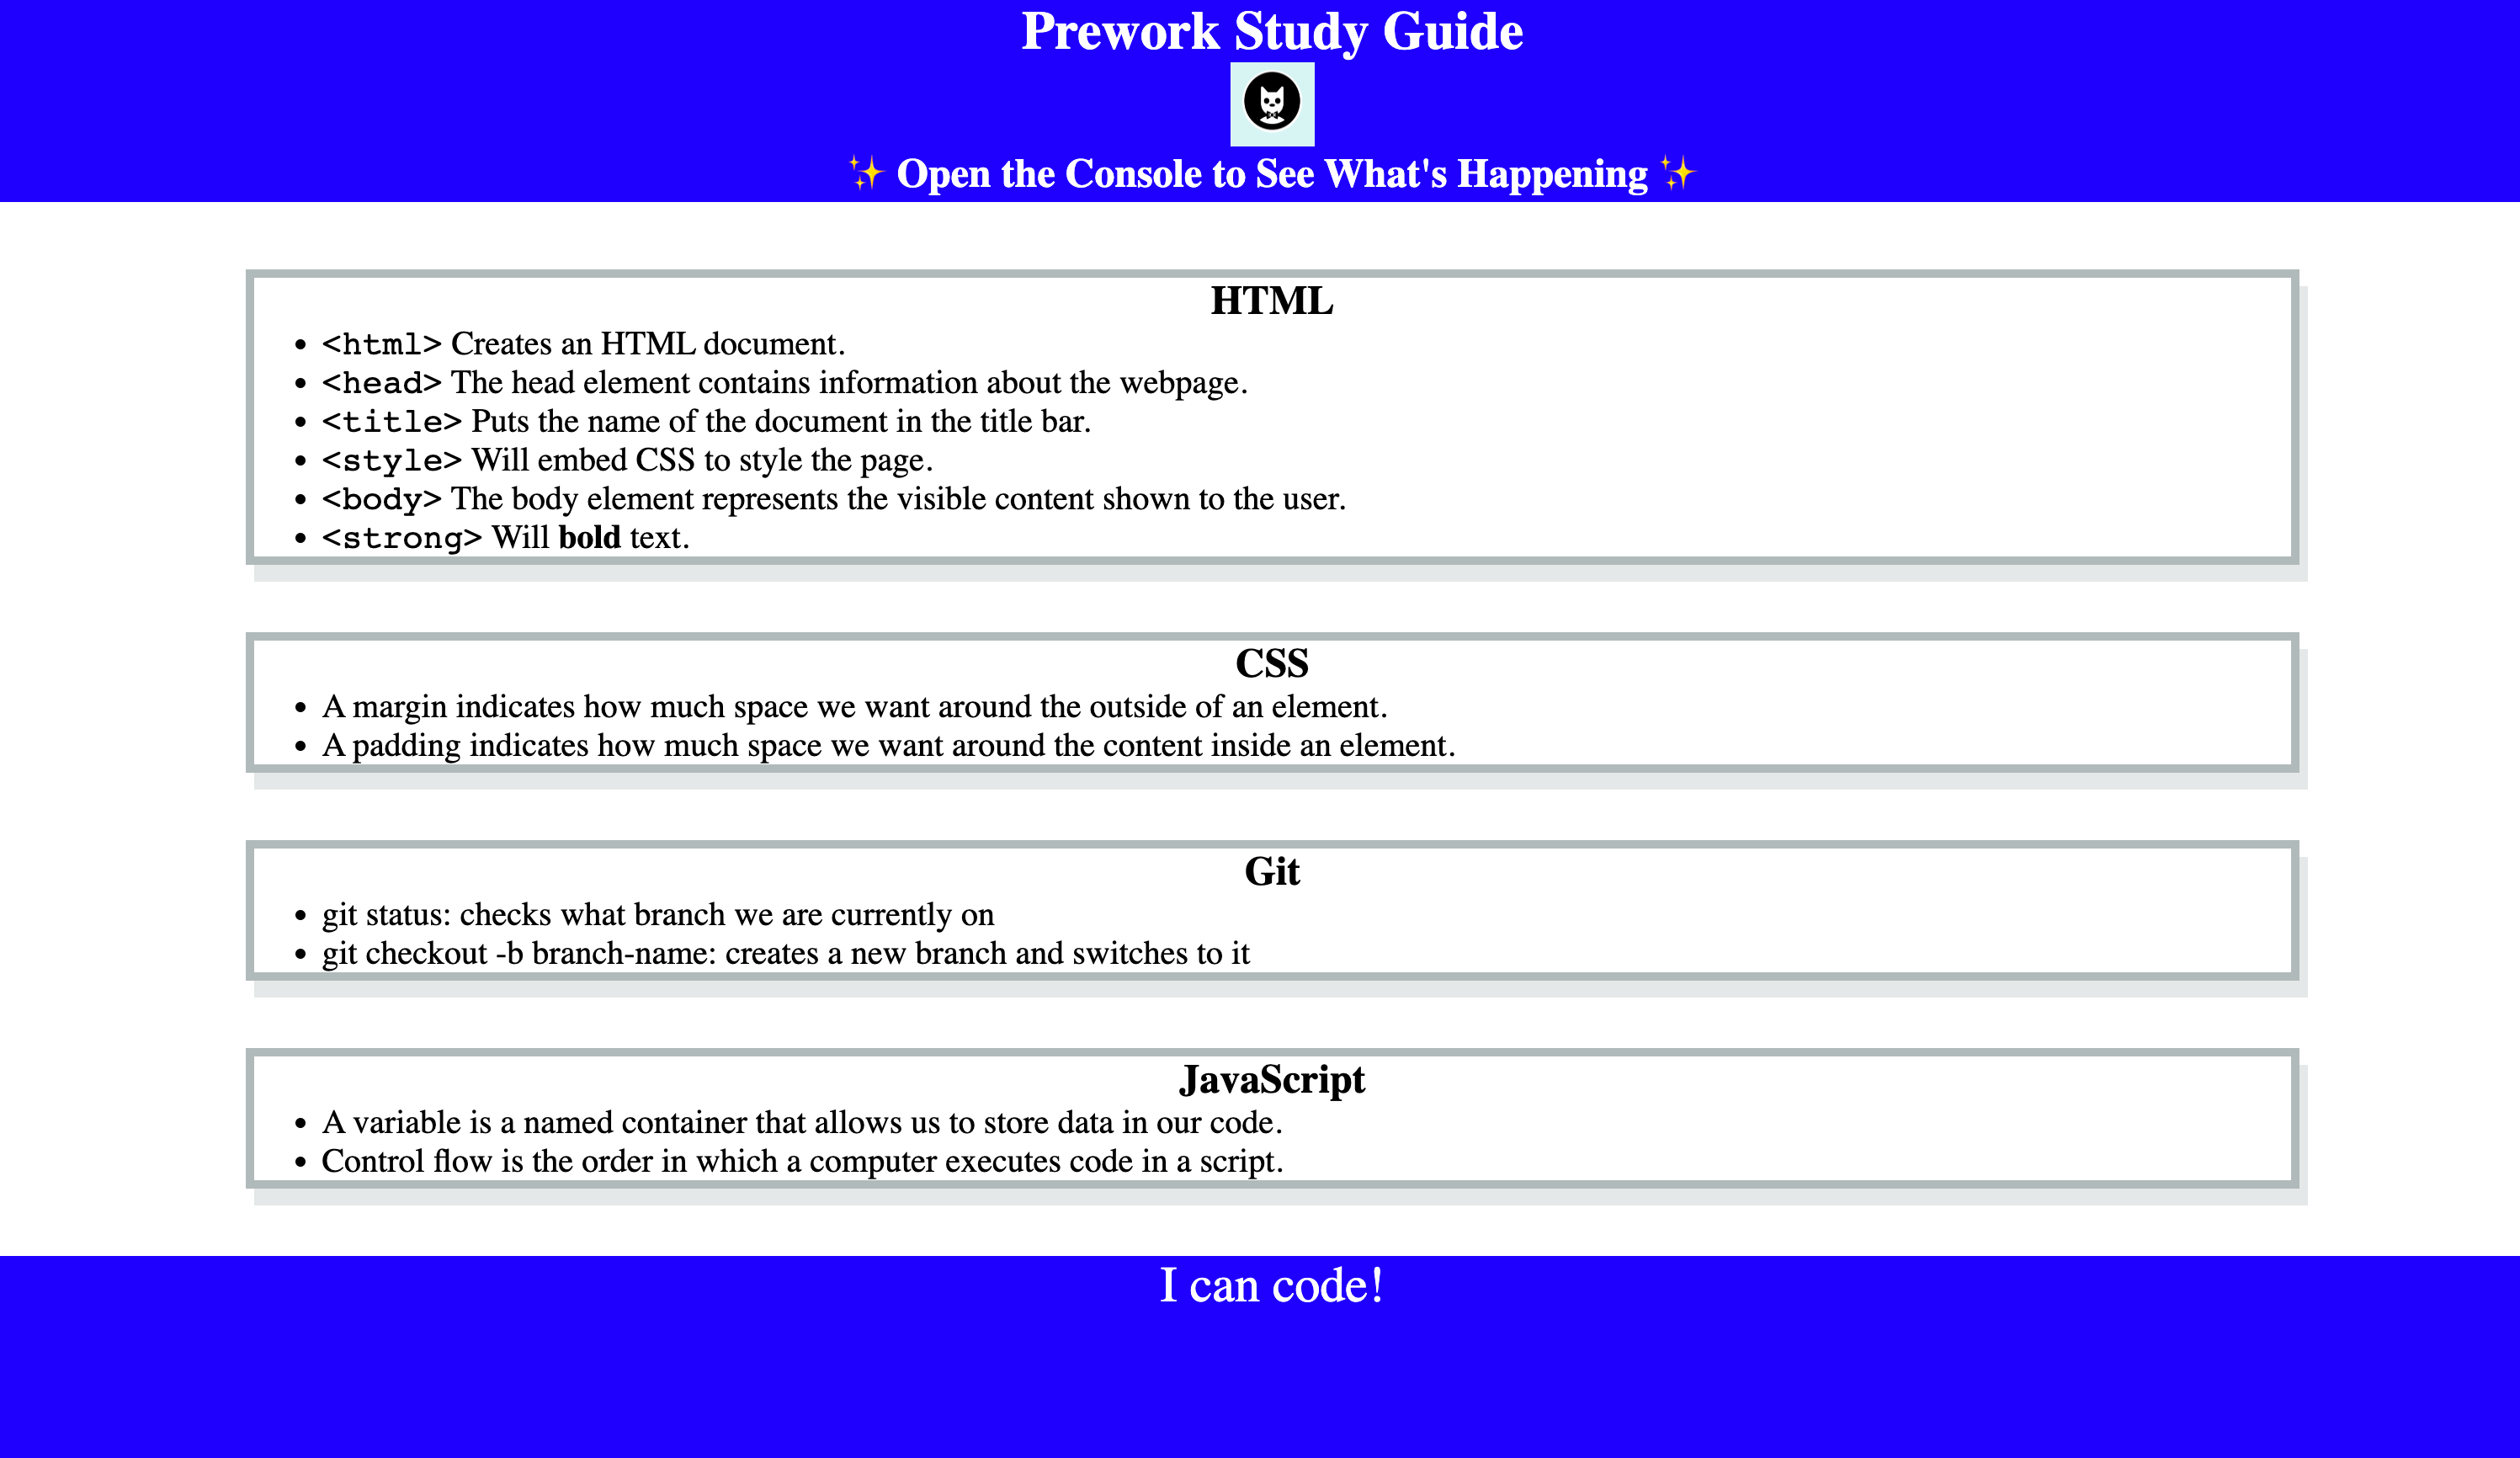 Prework Study Guide
✨ Open the Console to See What's Happening ✨
HTML
• <html> Creates an HTML document.
• <head> The head element contains information about the webpage.
• <title> Puts the name of the document in the title bar.
• <style> Will embed CSS to style the page.
• <body> The body element represents the visible content shown to the user.
• <strong> Will bold text.
CSS
• A margin indicates how much space we want around the outside of an element.
• A padding indicates how much space we want around the content inside an element.
Git
• git status: checks what branch we are currently on
• git checkout -b branch-name: creates a new branch and switches to it
JavaScript
• A variable is a named container that allows us to store data in our code.
• Control flow is the order in which a computer executes code in a script.
I can code!